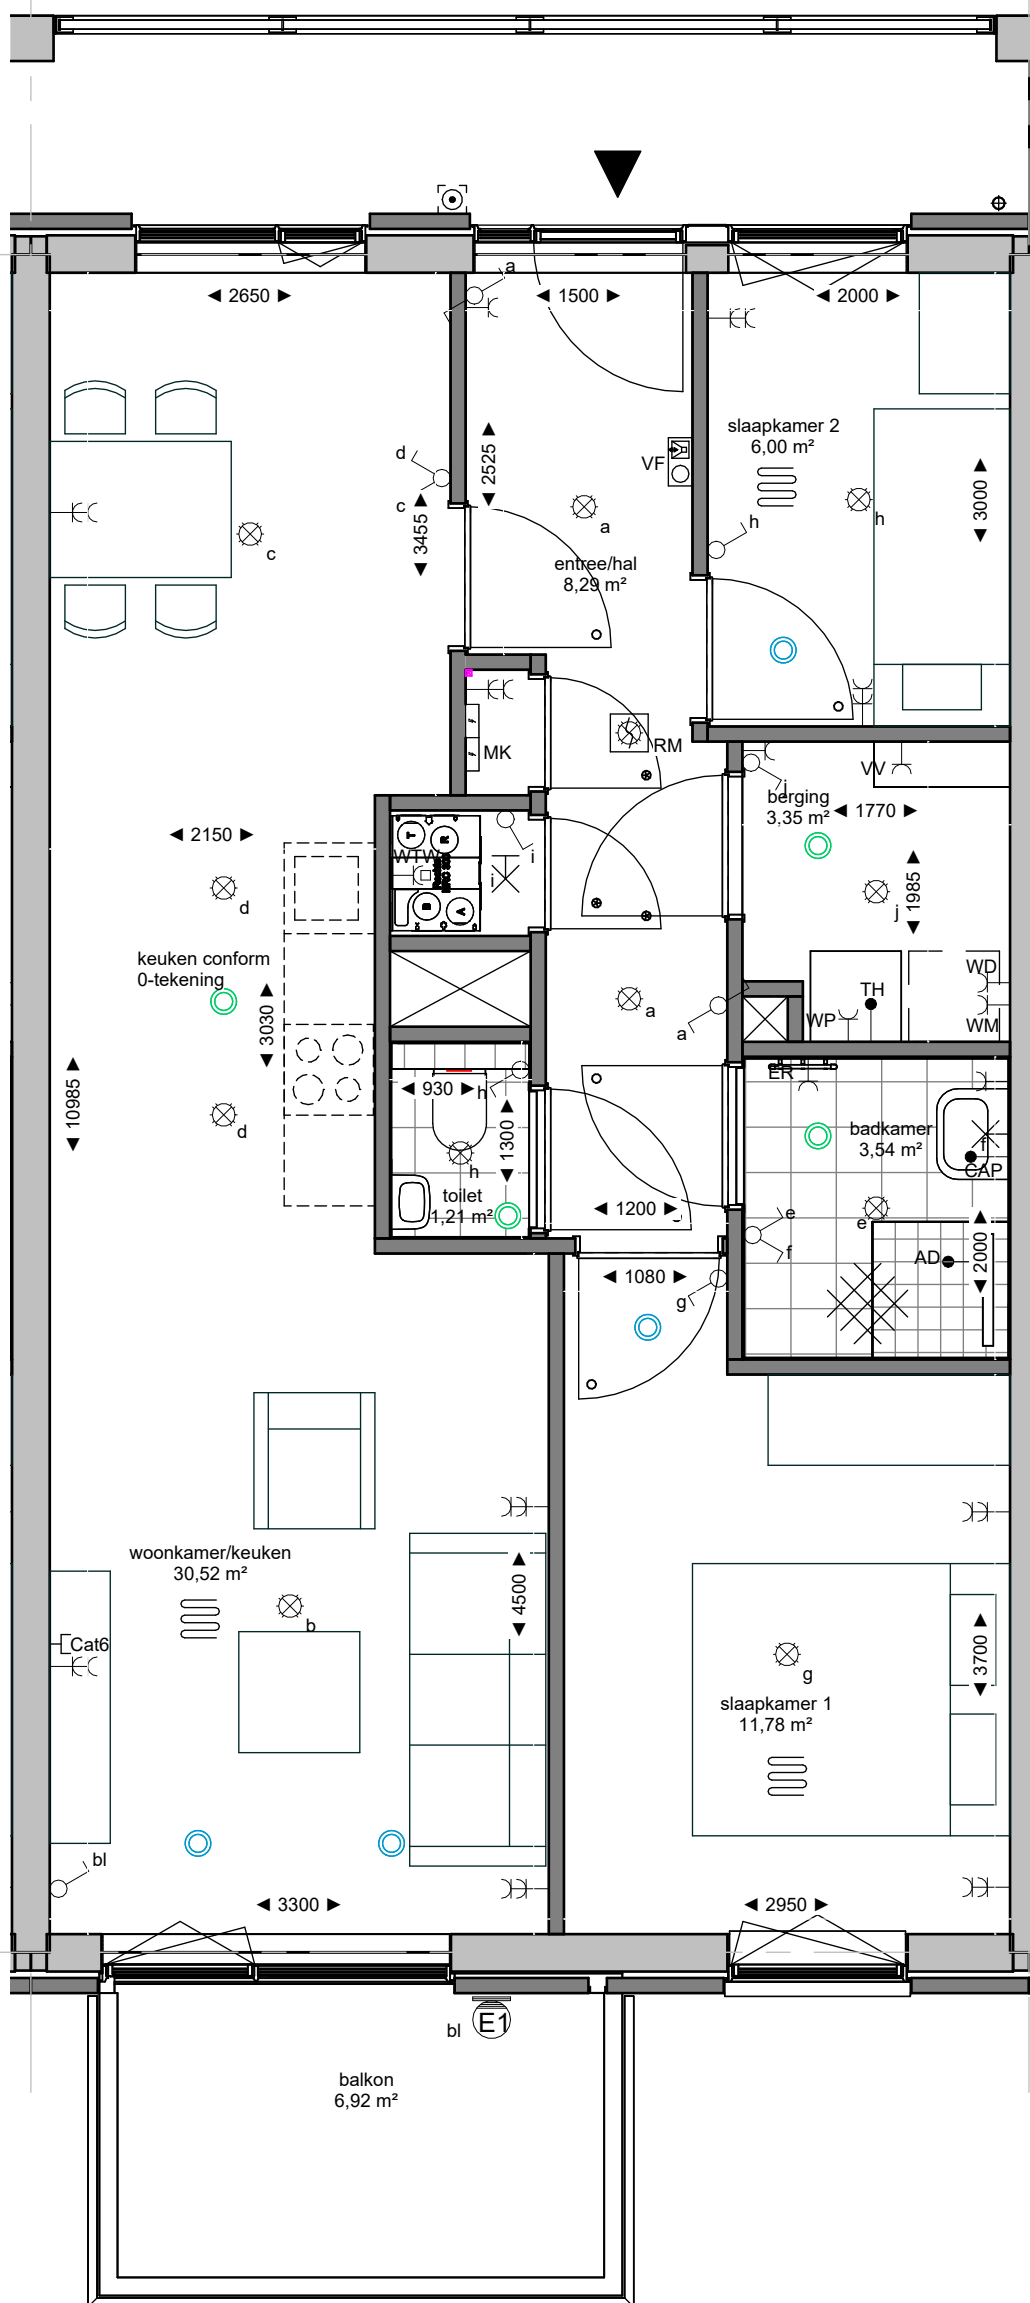 a
2650
1500
2000
d
c
3455
2525
VF
slaapkamer 2
6,00 m²
3000
h
h
c
a
entree/hal
8,29 m²
MK
RM
VV
j
berging
3,35 m²
1770
1985
j
2150
d
WTW
T
R
B
A
i
i
keuken conform
0-tekening
3030
a
a
TH
WP
WD
WM
10985
d
930
h
1300
h
toilet
1,21 m²
ER
badkamer
3,54 m²
f
CAP
1200
e
f
e
AD
2000
1080
g
woonkamer/keuken
30,52 m²
b
4500
Cat6
g
slaapkamer 1
11,78 m²
3700
bl
3300
2950
bl
E1
balkon
6,92 m²